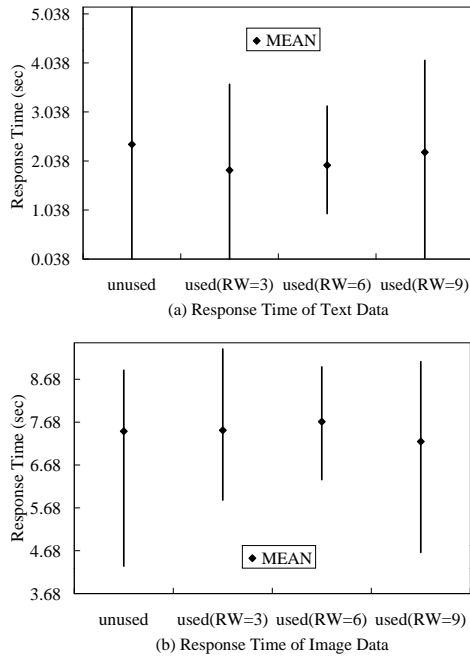 5.038
MEAN
4.038
3.038
2.038
1.038
0.038
Response Time (sec)
unused used(RW=3) used(RW=6) used(RW=9)
(a) Response Time of Text Data
8.68
7.68
6.68
5.68
4.68
MEAN
3.68
Response Time (sec)
unused used(RW=3) used(RW=6) used(RW=9)
(b) Response Time of Image Data